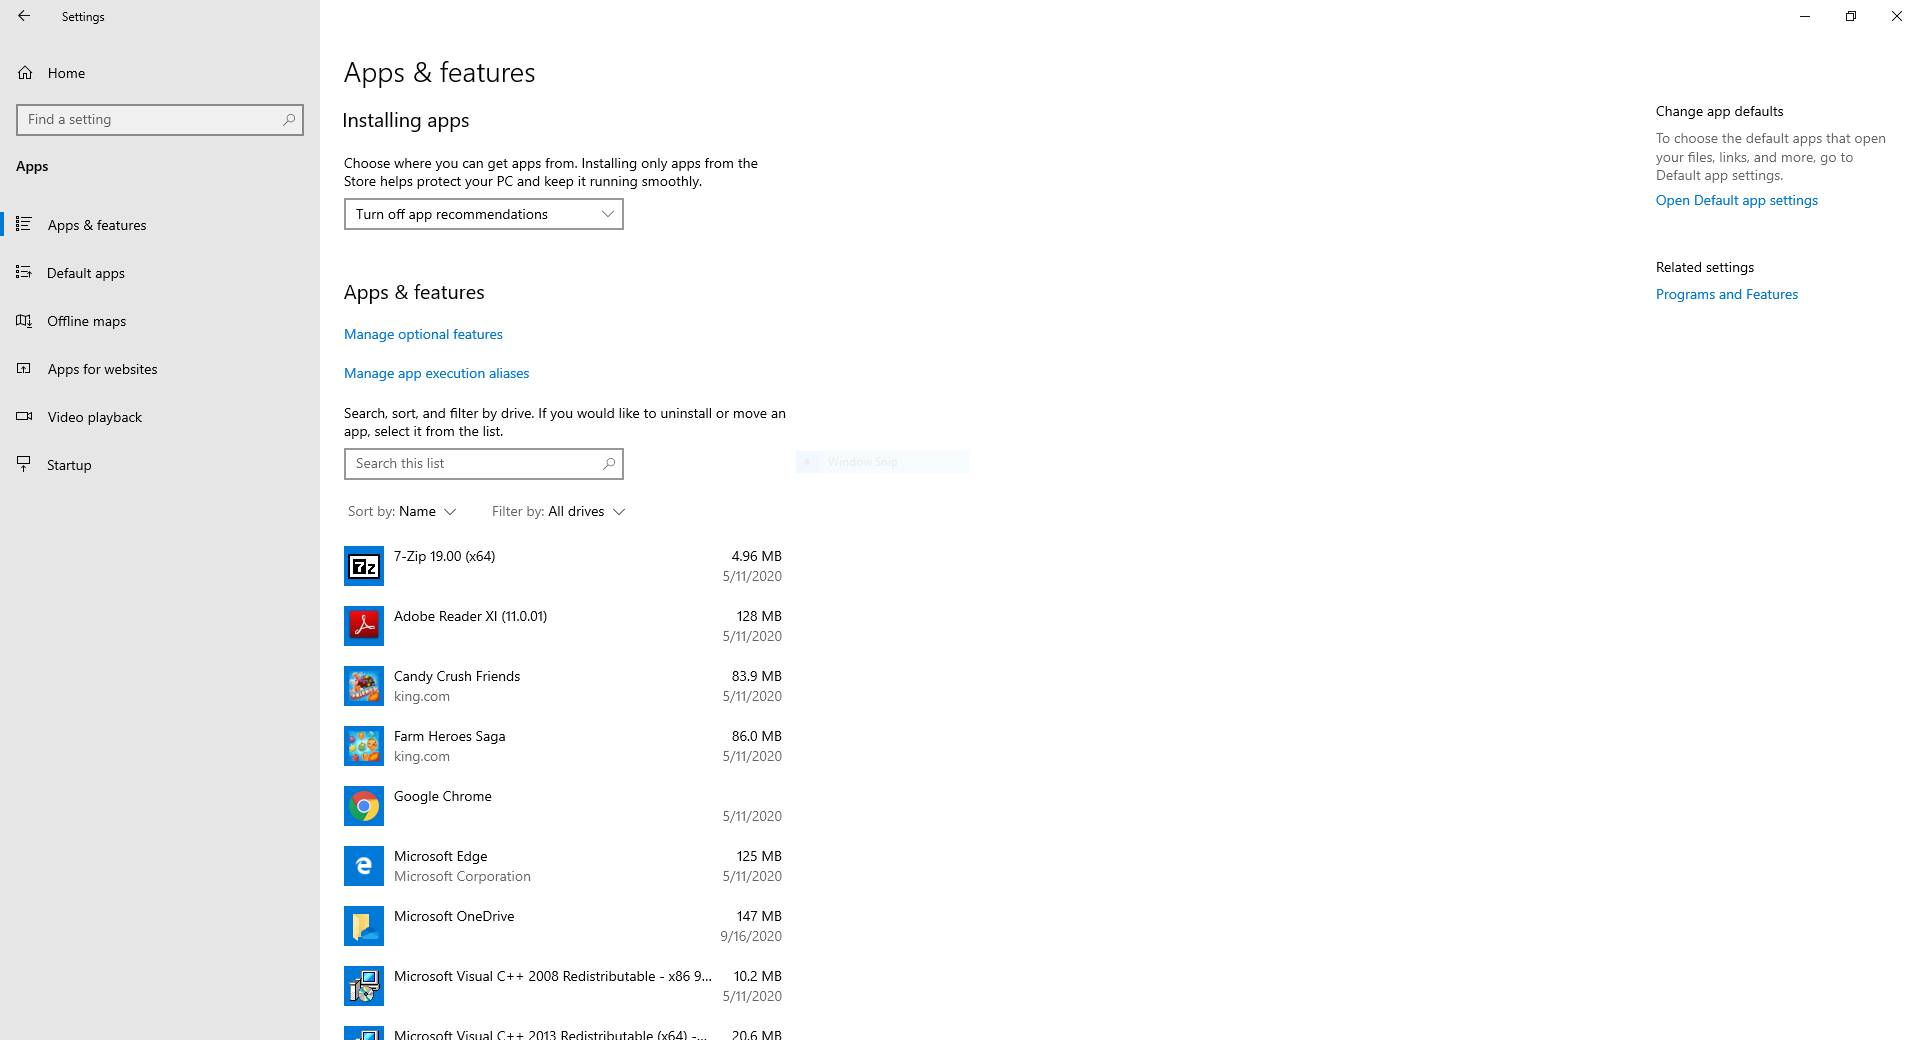 Settings
Home
Find a setting
Apps
Apps & features
Default apps
Offline maps
Apps for websites
Video playback
Startup
Apps & features
Installing apps
Choose where you can get apps from. Installing only apps from the
Store helps protect your PC and keep it running smoothly.
Turn off app recommendations
Apps & features
Manage optional features
Manage app execution aliases
Search, sort, and filter by drive. If you would like to uninstall or move an
app, select it from the list.
Search this list
Window Snip
Sort by: Name Filter by: All drives
7-Zip 19.00 (x64) 4.96 MB
5/11/2020
Adobe Reader XI (11.0.01) 128 MB
5/11/2020
Candy Crush Friends 83.9 MB
king.com 5/11/2020
Farm Heroes Saga 86.0 MB
king.com 5/11/2020
Google Chrome
5/11/2020
Microsoft Edge 125 MB
Microsoft Corporation 5/11/2020
Microsoft OneDrive 147 MB
9/16/2020
Microsoft Visual C++ 2008 Redistributable - x86 9... 10.2 MB
5/11/2020
Microsoft Visual C++ 2013 Redistributable (x64) -... 20.6 MB
Change app defaults
To choose the default apps that open
your files, links, and more, go to
Default app settings.
Open Default app settings
Related settings
Programs and Features